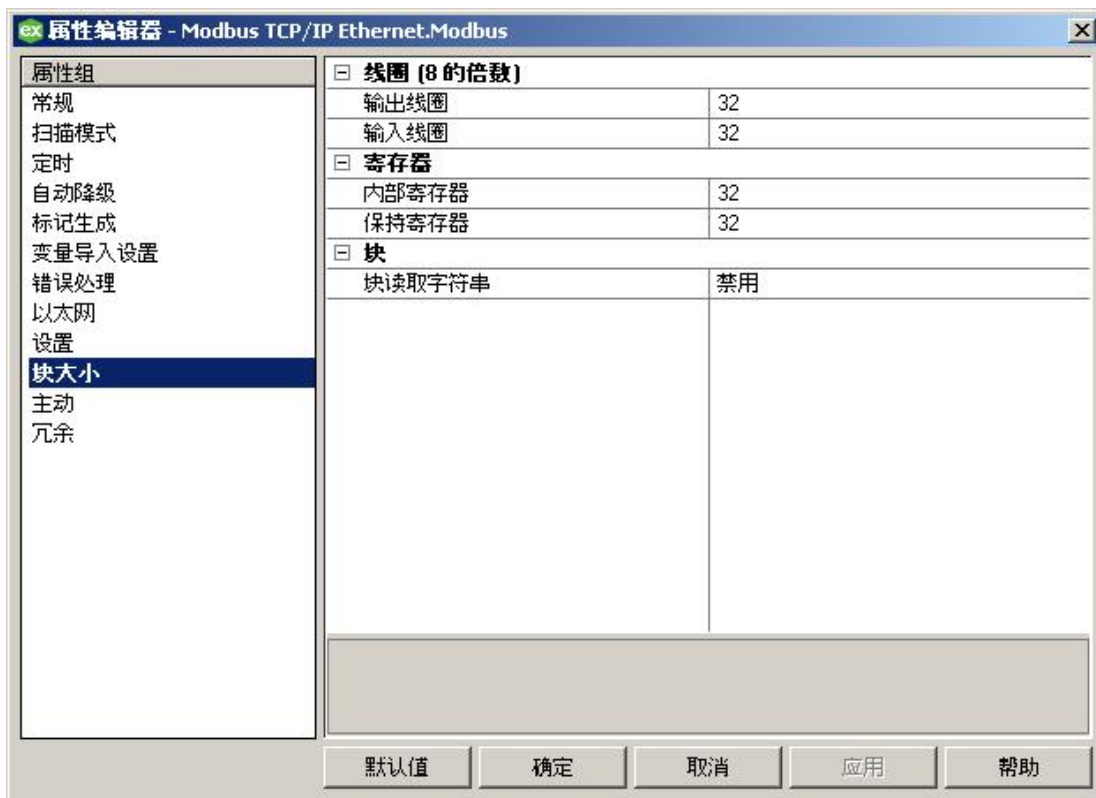 ex 属性编辑器 - Modbus TCP/IP Ethernet.Modbus
属性组
常规
扫描模式
定时
自动降级
标记生成
变量导入设置
错误处理
以太网
设置
块大小
主动
冗余
线圈 (8 的倍数)
输出线圈 32
输入线圈 32
寄存器
内部寄存器 32
保持寄存器 32
块
块读取字符串 禁用
默认值 确定 取消 应用 帮助